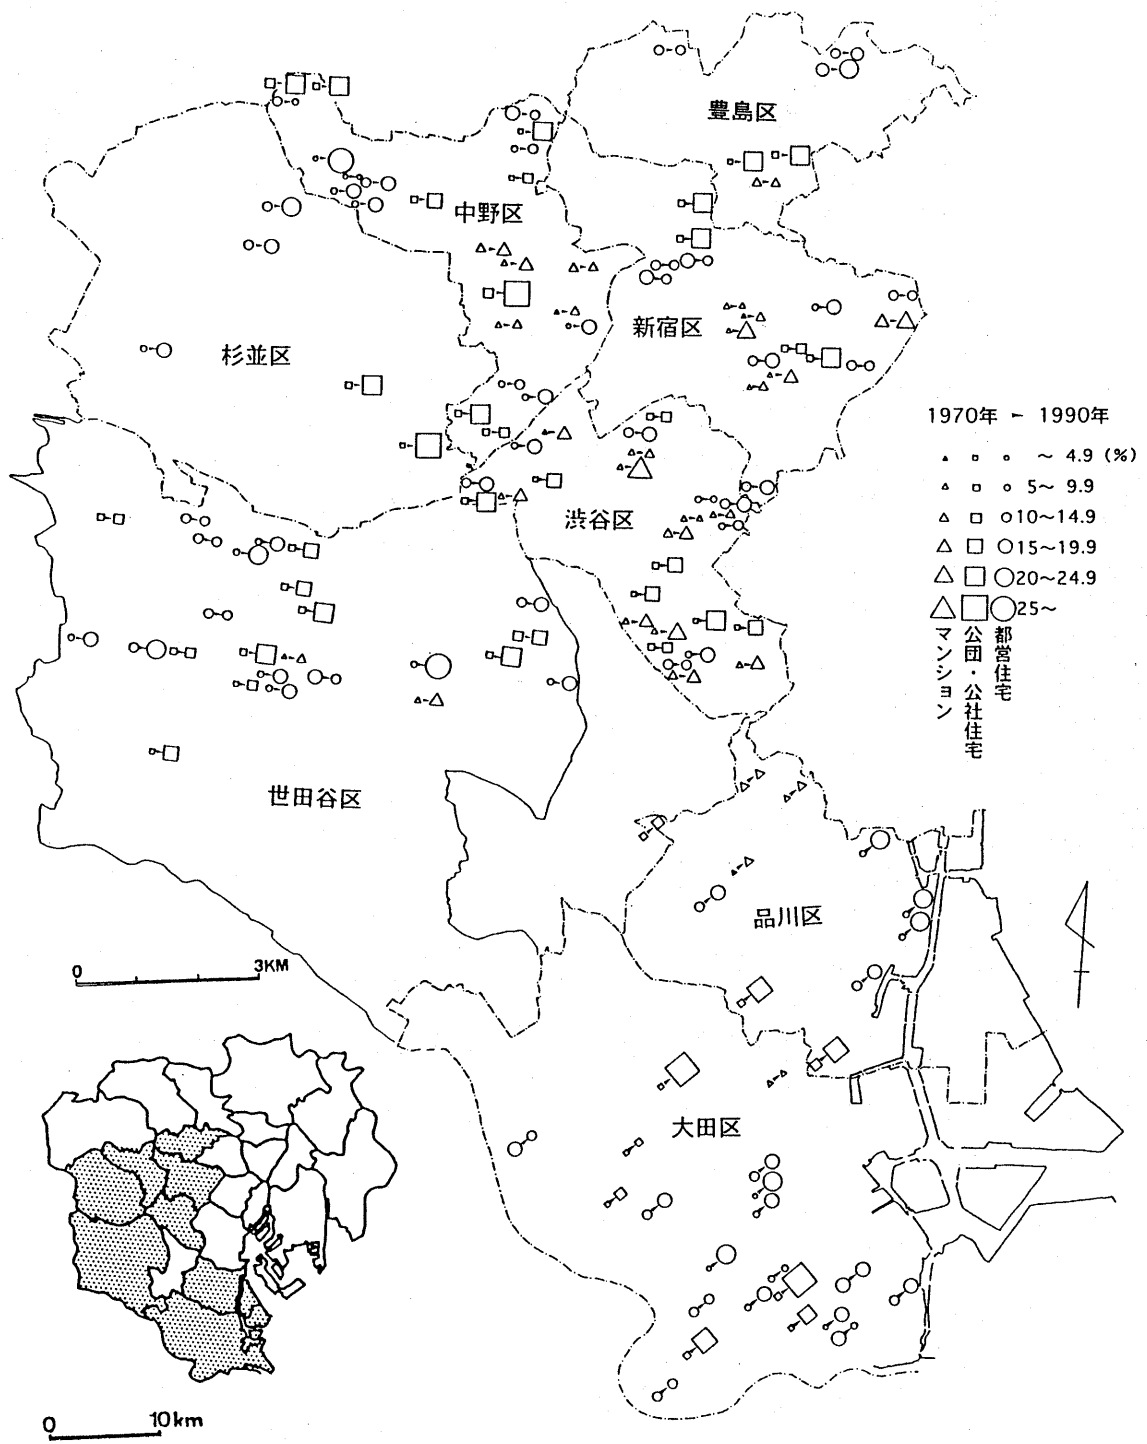 豊島区
中野区
新宿区
杉並区
1970年 - 1990年
～ 4.9 (%)
5～ 9.9
10～14.9
15～19.9
20～24.9
25～
マンション
公団・公社住宅
都営住宅
渋谷区
世田谷区
品川区
0 3KM
大田区
0 10km